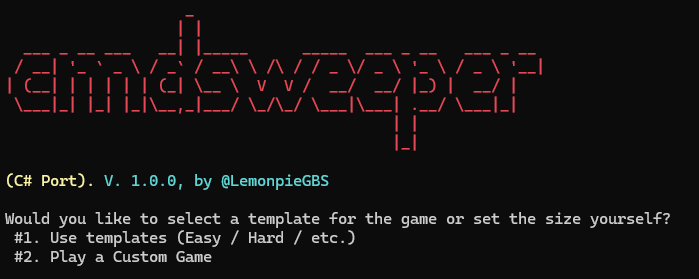 cmdsweeper
(C# Port). V. 1.0.0, by @LemonpieGBS
Would you like to select a template for the game or set the size yourself?
#1. Use templates (Easy / Hard / etc.)
#2. Play a Custom Game